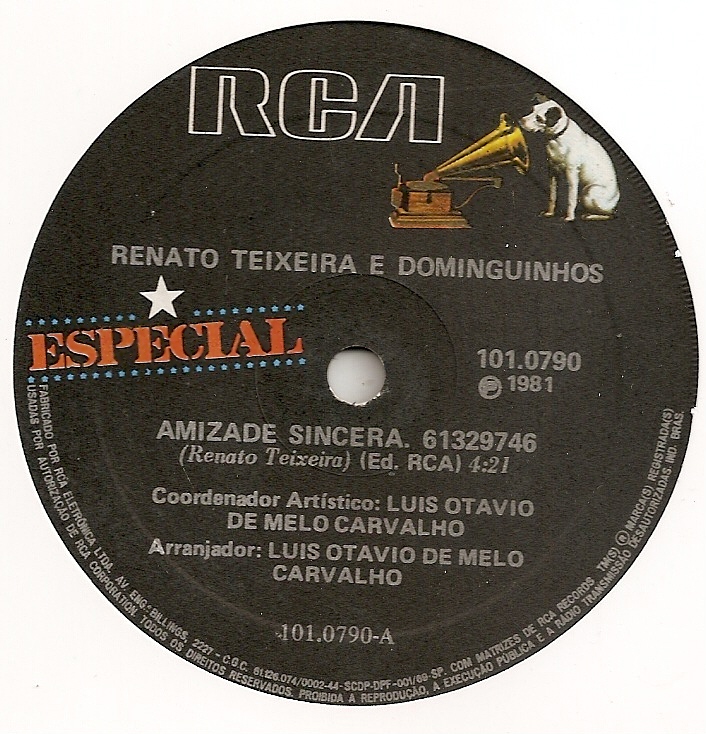 RCA
RENATO TEIXEIRA E DOMINGUINHOS
ESPECIAL
101.0790
℗ 1981
AMIZADE SINCERA. 61329746
(Renato Teixeira) (Ed. RCA) 4:21
Coordenador Artístico: LUIS OTAVIO
DE MELO CARVALHO
Arranjador: LUIS OTAVIO DE MELO
CARVALHO
101.0790-A
FABRICADO POR RCA ELETRÔNICA LTDA. AV. ENG.º BILLINGS, 2227 - C.G.C. 61.126.074/0002-44-SCDP-DPF-001/69-SP. COM MATRIZES DE RCA RECORDS TM(S) ® MARCA(S) REGISTRADA(S)
USADAS POR AUTORIZAÇÃO DE RCA CORPORATION. TODOS OS DIREITOS RESERVADOS. PROIBIDA A REPRODUÇÃO, A EXECUÇÃO PÚBLICA E A RÁDIO TRANSMISSÃO DESAUTORIZADAS IND. BRAS.